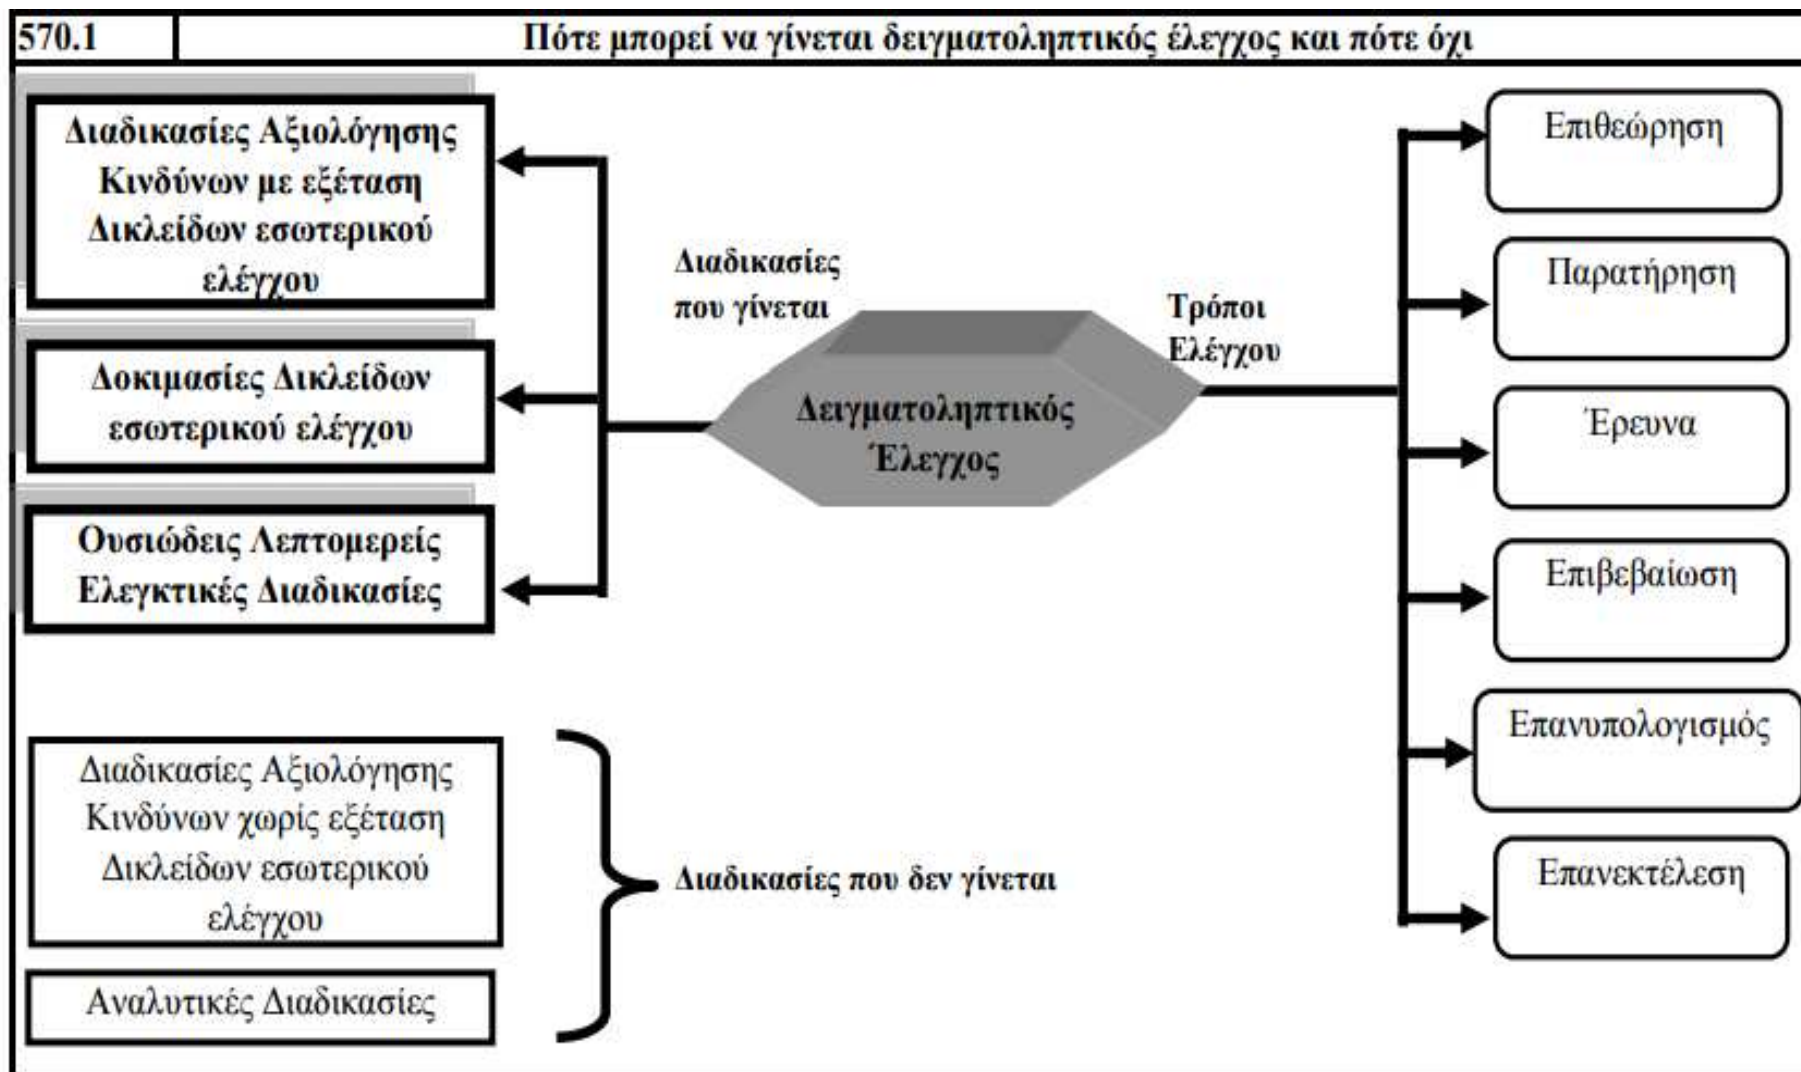 570.1
Πότε μπορεί να γίνεται δειγματοληπτικός έλεγχος και πότε όχι
Διαδικασίες Αξιολόγησης
Κινδύνων με εξέταση
Δικλείδων εσωτερικού
ελέγχου
Δοκιμασίες Δικλείδων
εσωτερικού ελέγχου
Ουσιώδεις Λεπτομερείς
Ελεγκτικές Διαδικασίες
Διαδικασίες
που γίνεται
Δειγματοληπτικός
Έλεγχος
Τρόποι
Ελέγχου
Επιθεώρηση
Παρατήρηση
Έρευνα
Επιβεβαίωση
Επανυπολογισμός
Επανεκτέλεση
Διαδικασίες Αξιολόγησης
Κινδύνων χωρίς εξέταση
Δικλείδων εσωτερικού
ελέγχου
Αναλυτικές Διαδικασίες
Διαδικασίες που δεν γίνεται